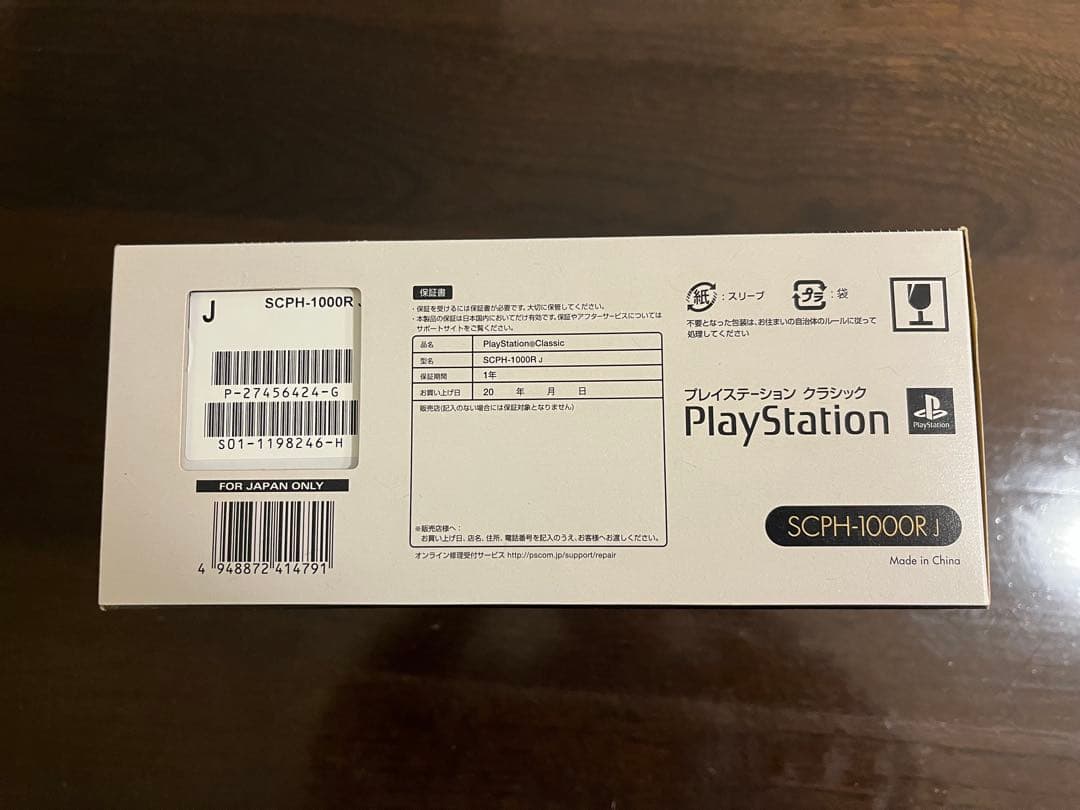 J SCPH-1000R J
P-27456424-G
S01-1198246-H
FOR JAPAN ONLY
4 948872 414791
保証書
・保証を受けるには保証書が必要です。大切に保管してください。
・本製品の保証は日本国内においてだけ有効です。保証やアフターサービスについては
サポートサイトをご覧ください。
品名 PlayStation®Classic
型名 SCPH-1000R J
保証期間 1年
お買い上げ日 20 年 月 日
販売店(記入のない場合には保証対象となりません)
※販売店様へ：
お買い上げ日、店名、住所、電話番号を記入のうえ、お客様へお渡しください。
オンライン修理受付サービス http://pscom.jp/support/repair
紙：スリーブ
プラ：袋
不要となった包装は、お住まいの自治体のルールに従って
処理してください
プレイステーション クラシック
PlayStation
PlayStation
SCPH-1000R J
Made in China